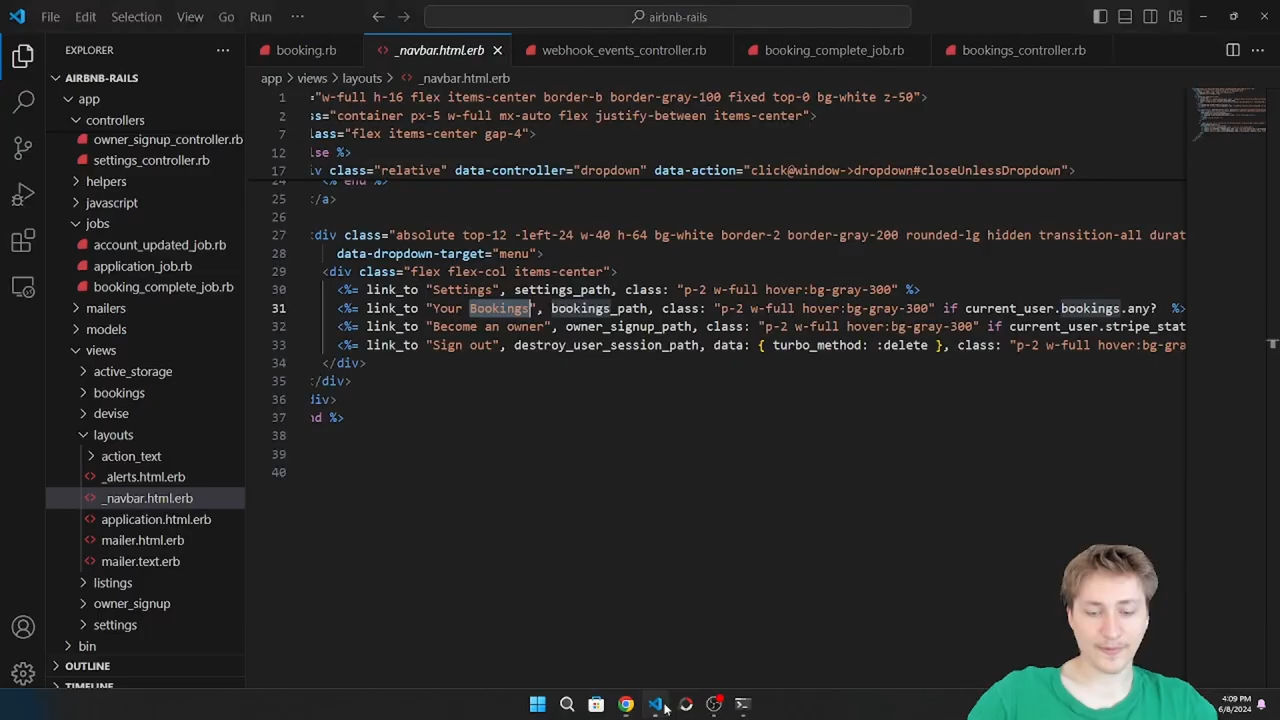 File Edit Selection View Go Run ··· airbnb-rails
EXPLORER ···
booking.rb _navbar.html.erb webhook_events_controller.rb booking_complete_job.rb bookings_controller.rb ···
AIRBNB-RAILS
app > views > layouts > _navbar.html.erb
app
controllers
owner_signup_controller.rb
settings_controller.rb
helpers
javascript
jobs
account_updated_job.rb
application_job.rb
booking_complete_job.rb
mailers
models
views
active_storage
bookings
devise
layouts
action_text
_alerts.html.erb
_navbar.html.erb
application.html.erb
mailer.html.erb
mailer.text.erb
listings
owner_signup
settings
bin
OUTLINE
TIMELINE
1 ="w-full h-16 flex items-center border-b border-gray-100 fixed top-0 bg-white z-50">
2 ss="container px-5 w-full mx-auto flex justify-between items-center">
7 lass="flex items-center gap-4">
12 lse %>
17 iv class="relative" data-controller="dropdown" data-action="click@window->dropdown#closeUnlessDropdown">
24 <% end %>
25 </a>
26
27 <div class="absolute top-12 -left-24 w-40 h-64 bg-white border-2 border-gray-200 rounded-lg hidden transition-all durat
28 data-dropdown-target="menu">
29 <div class="flex flex-col items-center">
30 <%= link_to "Settings", settings_path, class: "p-2 w-full hover:bg-gray-300" %>
31 <%= link_to "Your Bookings", bookings_path, class: "p-2 w-full hover:bg-gray-300" if current_user.bookings.any? %>
32 <%= link_to "Become an owner", owner_signup_path, class: "p-2 w-full hover:bg-gray-300" if current_user.stripe_stat
33 <%= link_to "Sign out", destroy_user_session_path, data: { turbo_method: :delete }, class: "p-2 w-full hover:bg-gra
34 </div>
35 </div>
36 div>
37 nd %>
38
39
40
4:09 PM
6/8/2024